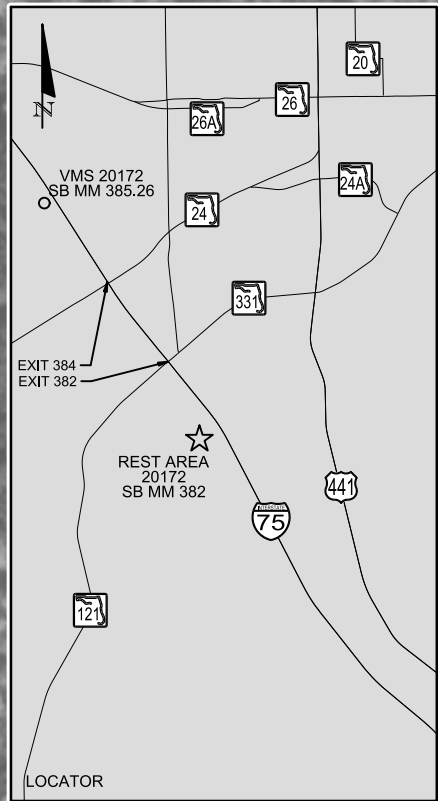 20
26
26A
N
VMS 20172
SB MM 385.26
24A
24
331
EXIT 384
EXIT 382
REST AREA
20172
SB MM 382
441
INTERSTATE
75
121
LOCATOR